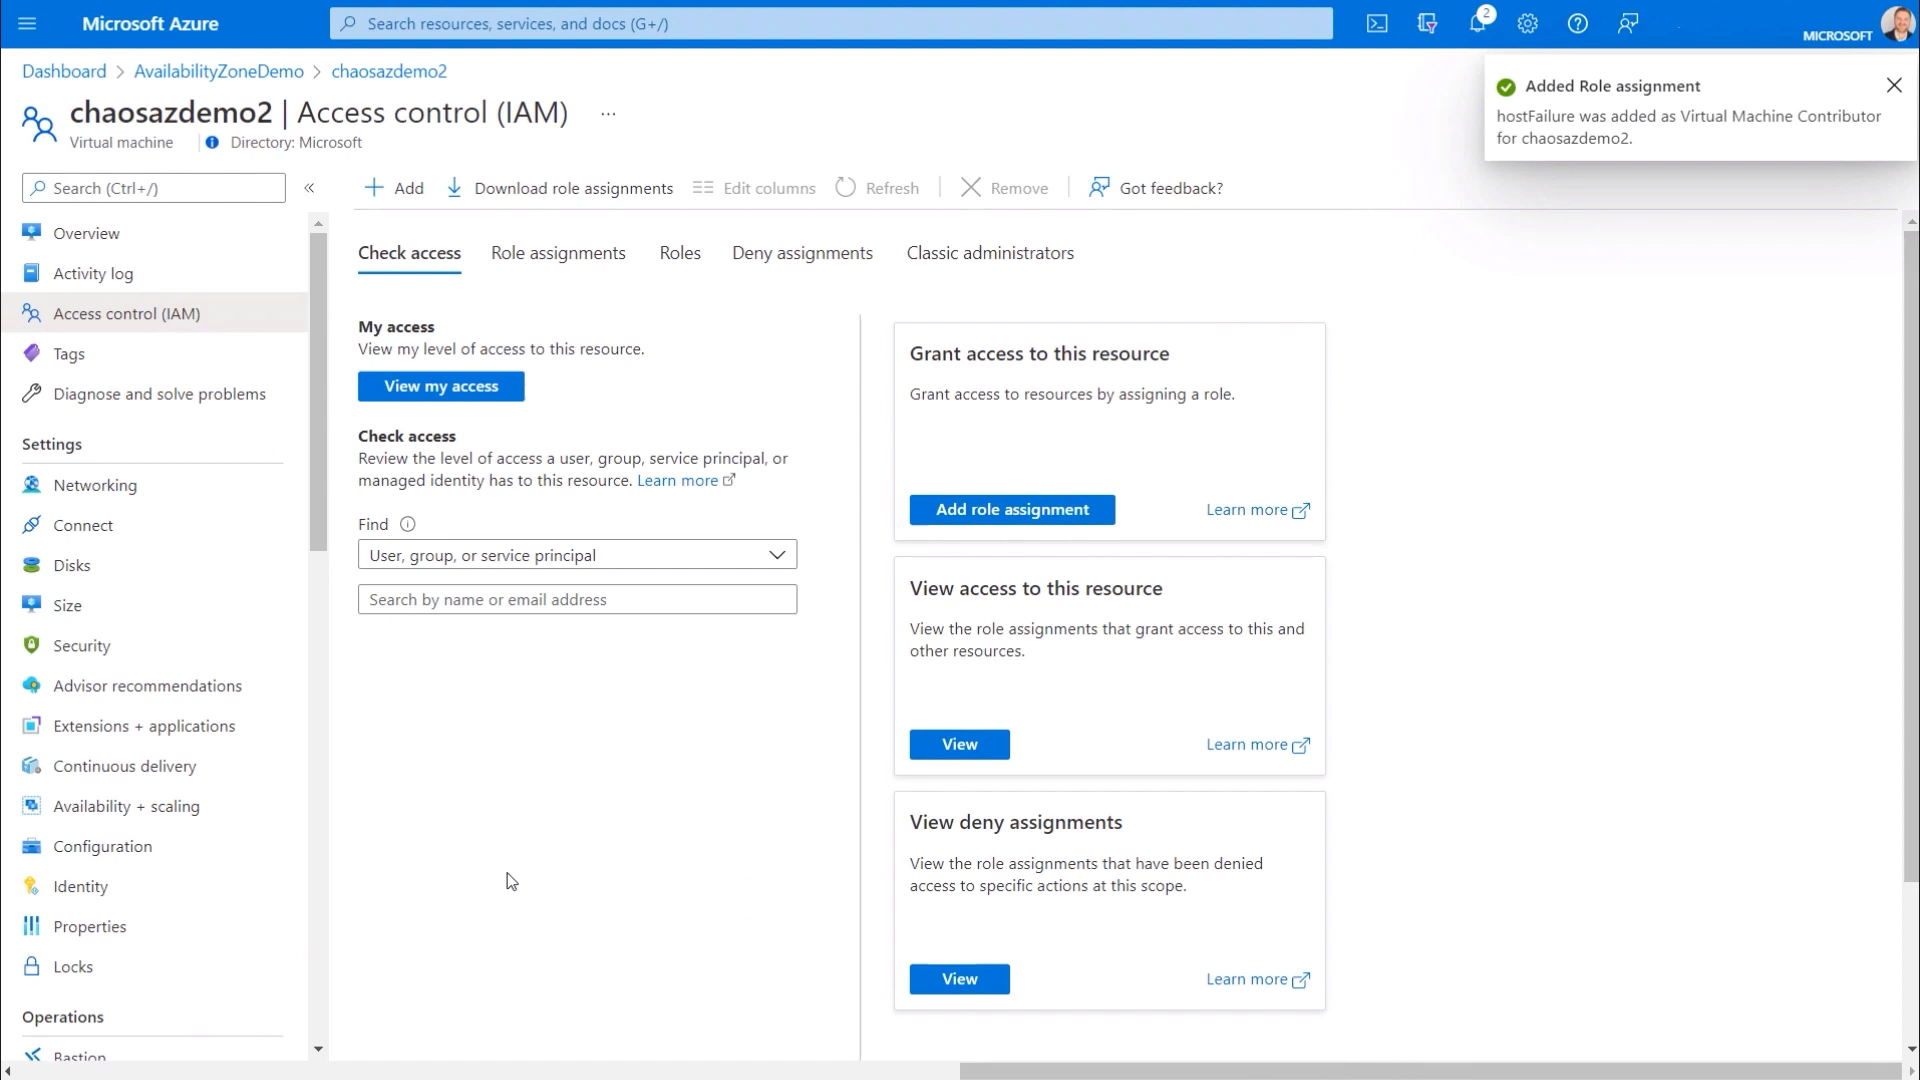 Microsoft Azure
Search resources, services, and docs (G+/)
2
MICROSOFT
Dashboard > AvailabilityZoneDemo > chaosazdemo2
chaosazdemo2 | Access control (IAM) ...
Virtual machine
Directory: Microsoft
Added Role assignment
hostFailure was added as Virtual Machine Contributor
for chaosazdemo2.
Search (Ctrl+/)
Add
Download role assignments
Edit columns
Refresh
Remove
Got feedback?
Overview
Activity log
Access control (IAM)
Tags
Diagnose and solve problems
Settings
Networking
Connect
Disks
Size
Security
Advisor recommendations
Extensions + applications
Continuous delivery
Availability + scaling
Configuration
Identity
Properties
Locks
Operations
Bastion
Check access
Role assignments
Roles
Deny assignments
Classic administrators
My access
View my level of access to this resource.
View my access
Check access
Review the level of access a user, group, service principal, or
managed identity has to this resource. Learn more
Find
User, group, or service principal
Search by name or email address
Grant access to this resource
Grant access to resources by assigning a role.
Add role assignment
Learn more
View access to this resource
View the role assignments that grant access to this and
other resources.
View
Learn more
View deny assignments
View the role assignments that have been denied
access to specific actions at this scope.
View
Learn more